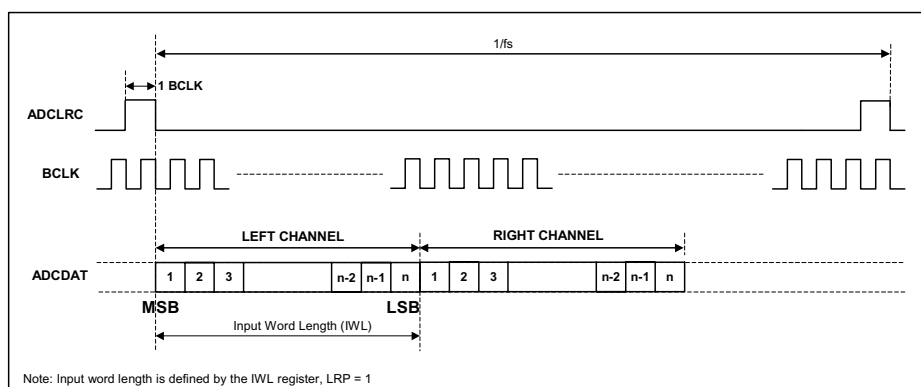 1/fs
1 BCLK
ADCLRC
BCLK
LEFT CHANNEL
RIGHT CHANNEL
ADCDAT
1 2 3 n-2 n-1 n 1 2 3 n-2 n-1 n
MSB
LSB
Input Word Length (IWL)
Note: Input word length is defined by the IWL register, LRP = 1